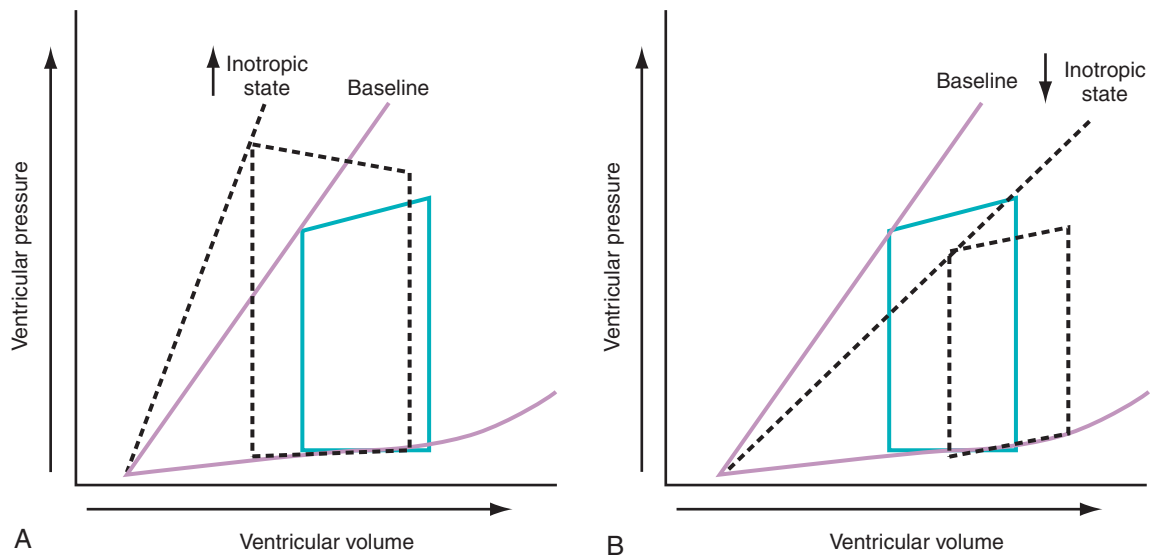 Inotropic
state
Baseline
Ventricular pressure
A
Ventricular volume
Baseline
Inotropic
state
Ventricular pressure
B
Ventricular volume